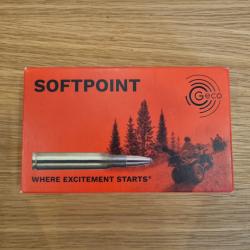 SOFTPOINT
Geco
WHERE EXCITEMENT STARTS®